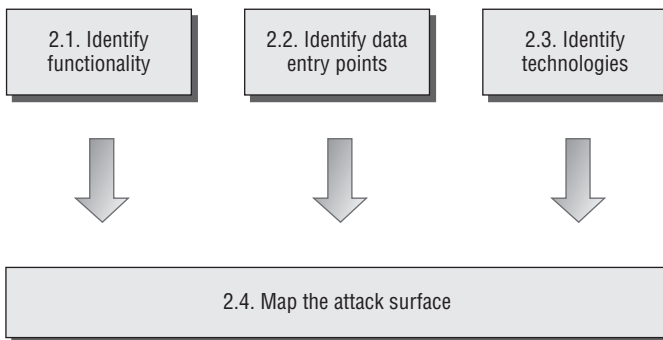 2.1. Identify
functionality
2.2. Identify data
entry points
2.3. Identify
technologies
2.4. Map the attack surface